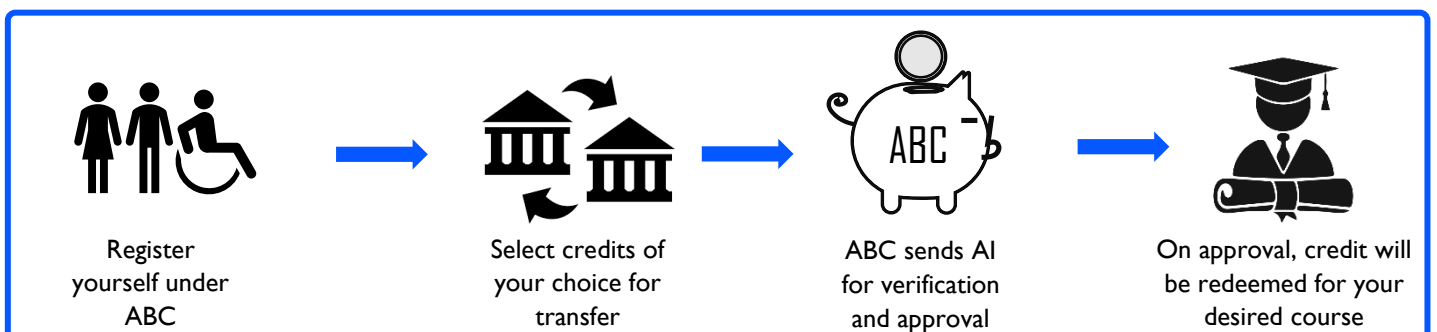 ABC
Register
yourself under
ABC
Select credits of
your choice for
transfer
ABC sends AI
for verification
and approval
On approval, credit will
be redeemed for your
desired course